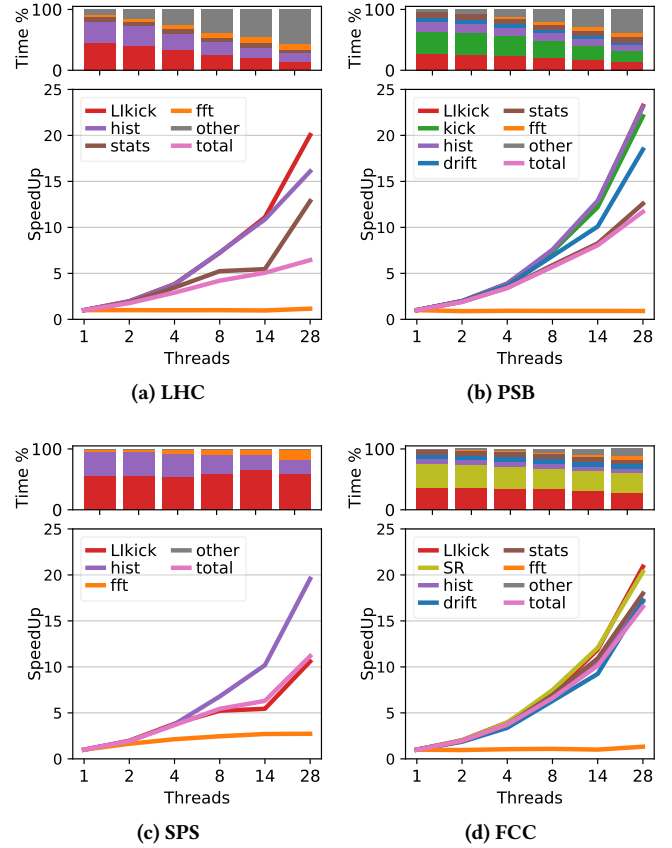 Time %
100
0
Time %
100
0
SpeedUp
25
20
15
10
5
0
LIkick
hist
stats
fft
other
total
1 2 4 8 14 28
Threads
(a) LHC
SpeedUp
25
20
15
10
5
0
LIkick
kick
hist
drift
stats
fft
other
total
1 2 4 8 14 28
Threads
(b) PSB
Time %
100
0
Time %
100
0
SpeedUp
25
20
15
10
5
0
LIkick
hist
fft
other
total
1 2 4 8 14 28
Threads
(c) SPS
SpeedUp
25
20
15
10
5
0
LIkick
SR
hist
drift
stats
fft
other
total
1 2 4 8 14 28
Threads
(d) FCC